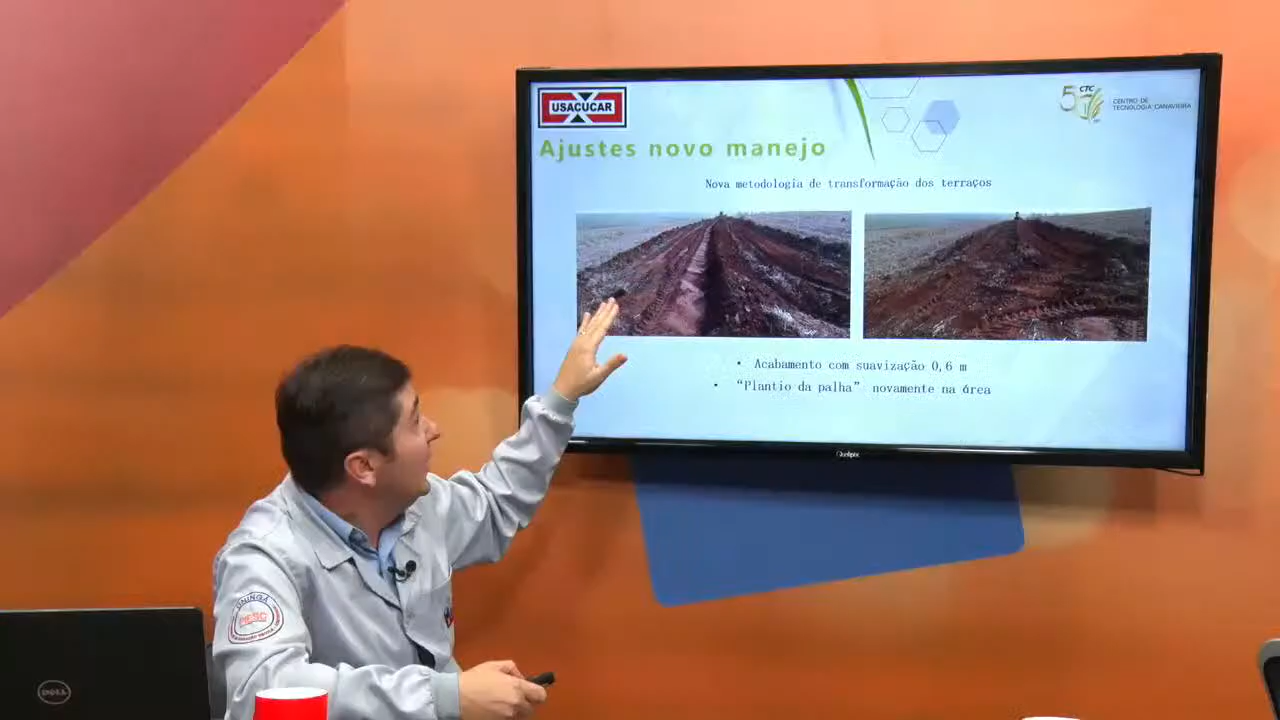 USACUCAR
CTC
CENTRO DE
TECNOLOGIA CANAVIEIRA
Ajustes novo manejo
Nova metodologia de transformação dos terraços
• Acabamento com suavização 0,6 m
• “Plantio da palha” novamente na área
UNINGÁ
DELL